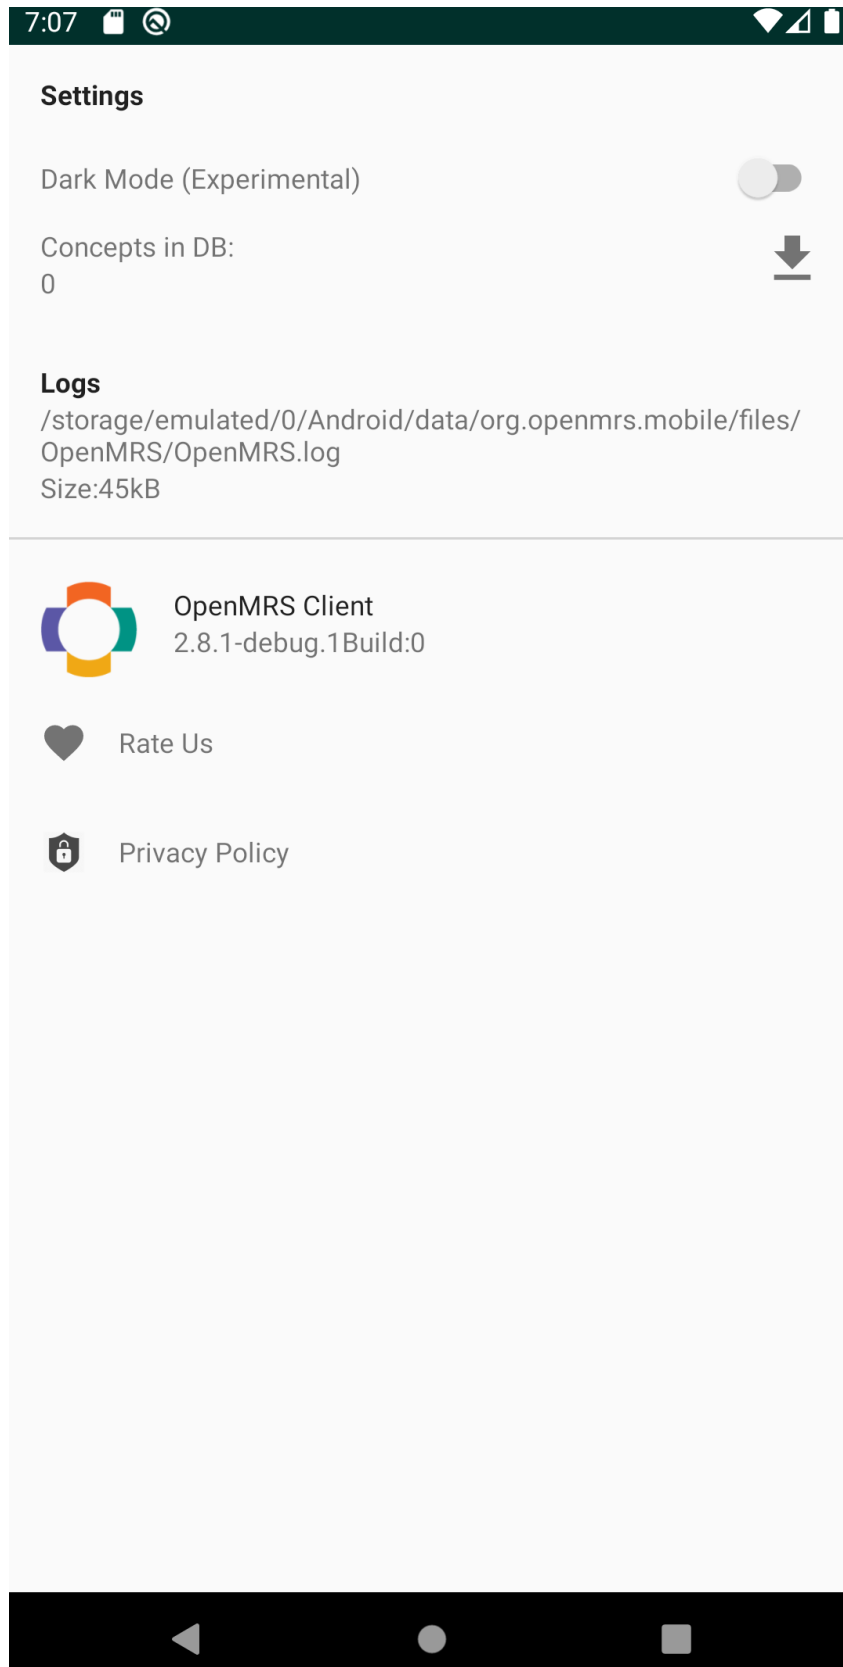 7:07
Settings
Dark Mode (Experimental)
Concepts in DB:
0
Logs
/storage/emulated/0/Android/data/org.openmrs.mobile/files/
OpenMRS/OpenMRS.log
Size:45kB
OpenMRS Client
2.8.1-debug.1Build:0
Rate Us
Privacy Policy